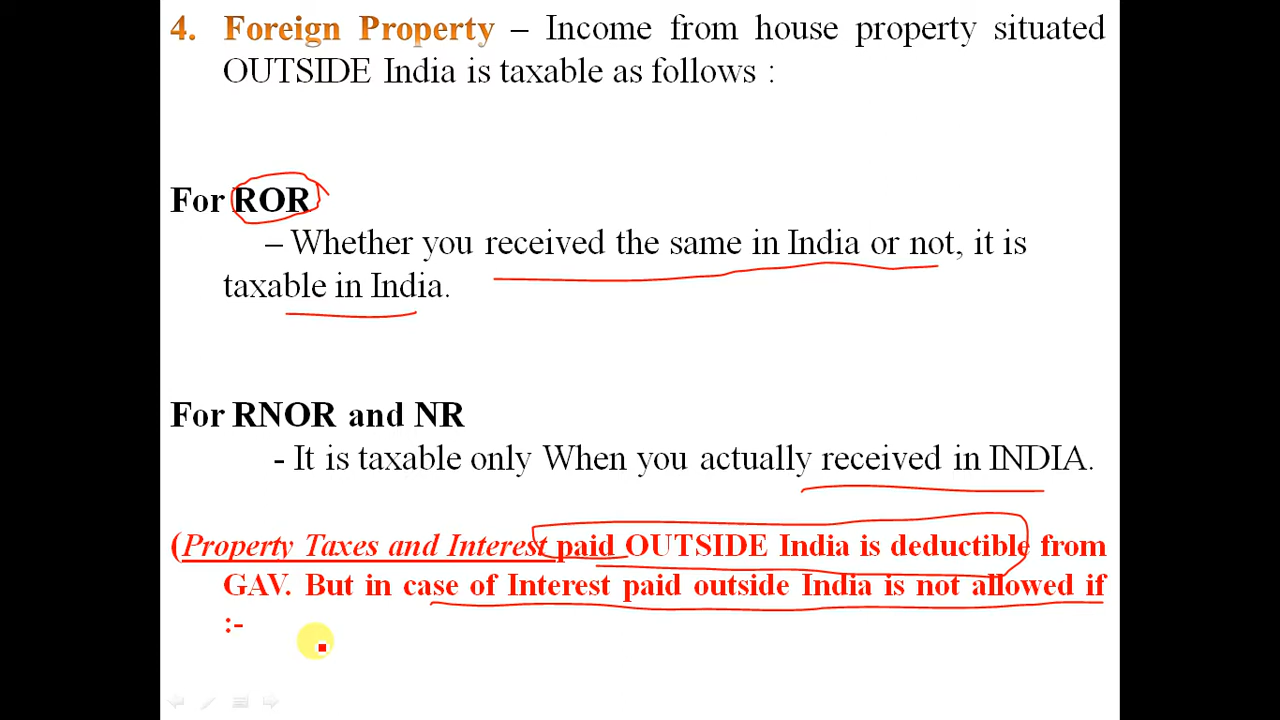 4. Foreign Property – Income from house property situated
OUTSIDE India is taxable as follows :
For ROR
– Whether you received the same in India or not, it is
taxable in India.
For RNOR and NR
- It is taxable only When you actually received in INDIA.
(Property Taxes and Interest paid OUTSIDE India is deductible from
GAV. But in case of Interest paid outside India is not allowed if
:-